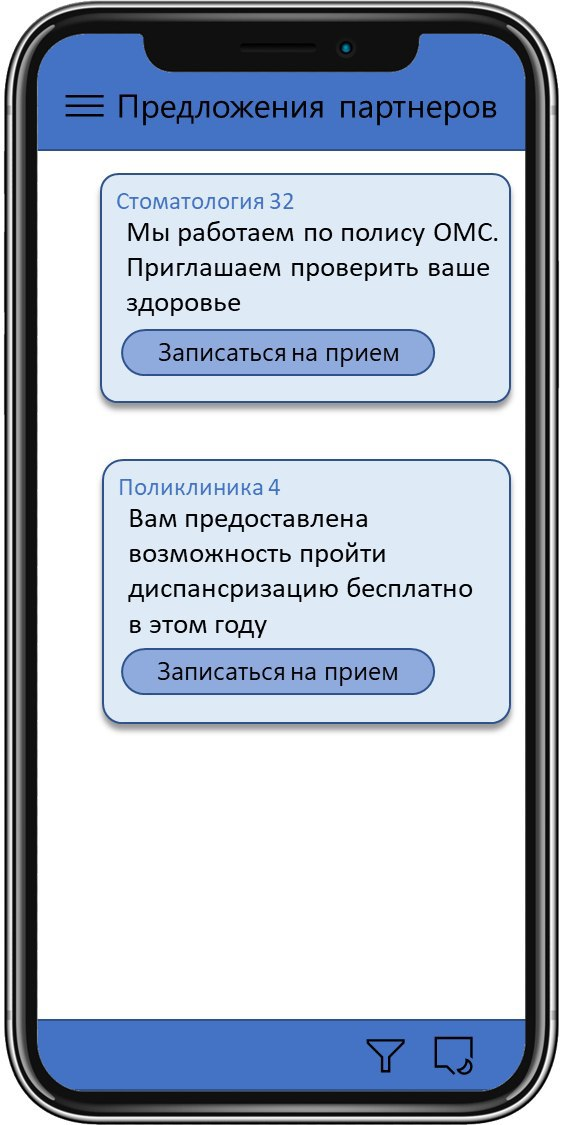 Предложения партнеров
Стоматология 32
Мы работаем по полису ОМС.
Приглашаем проверить ваше
здоровье
Записаться на прием
Поликлиника 4
Вам предоставлена
возможность пройти
диспансризацию бесплатно
в этом году
Записаться на прием